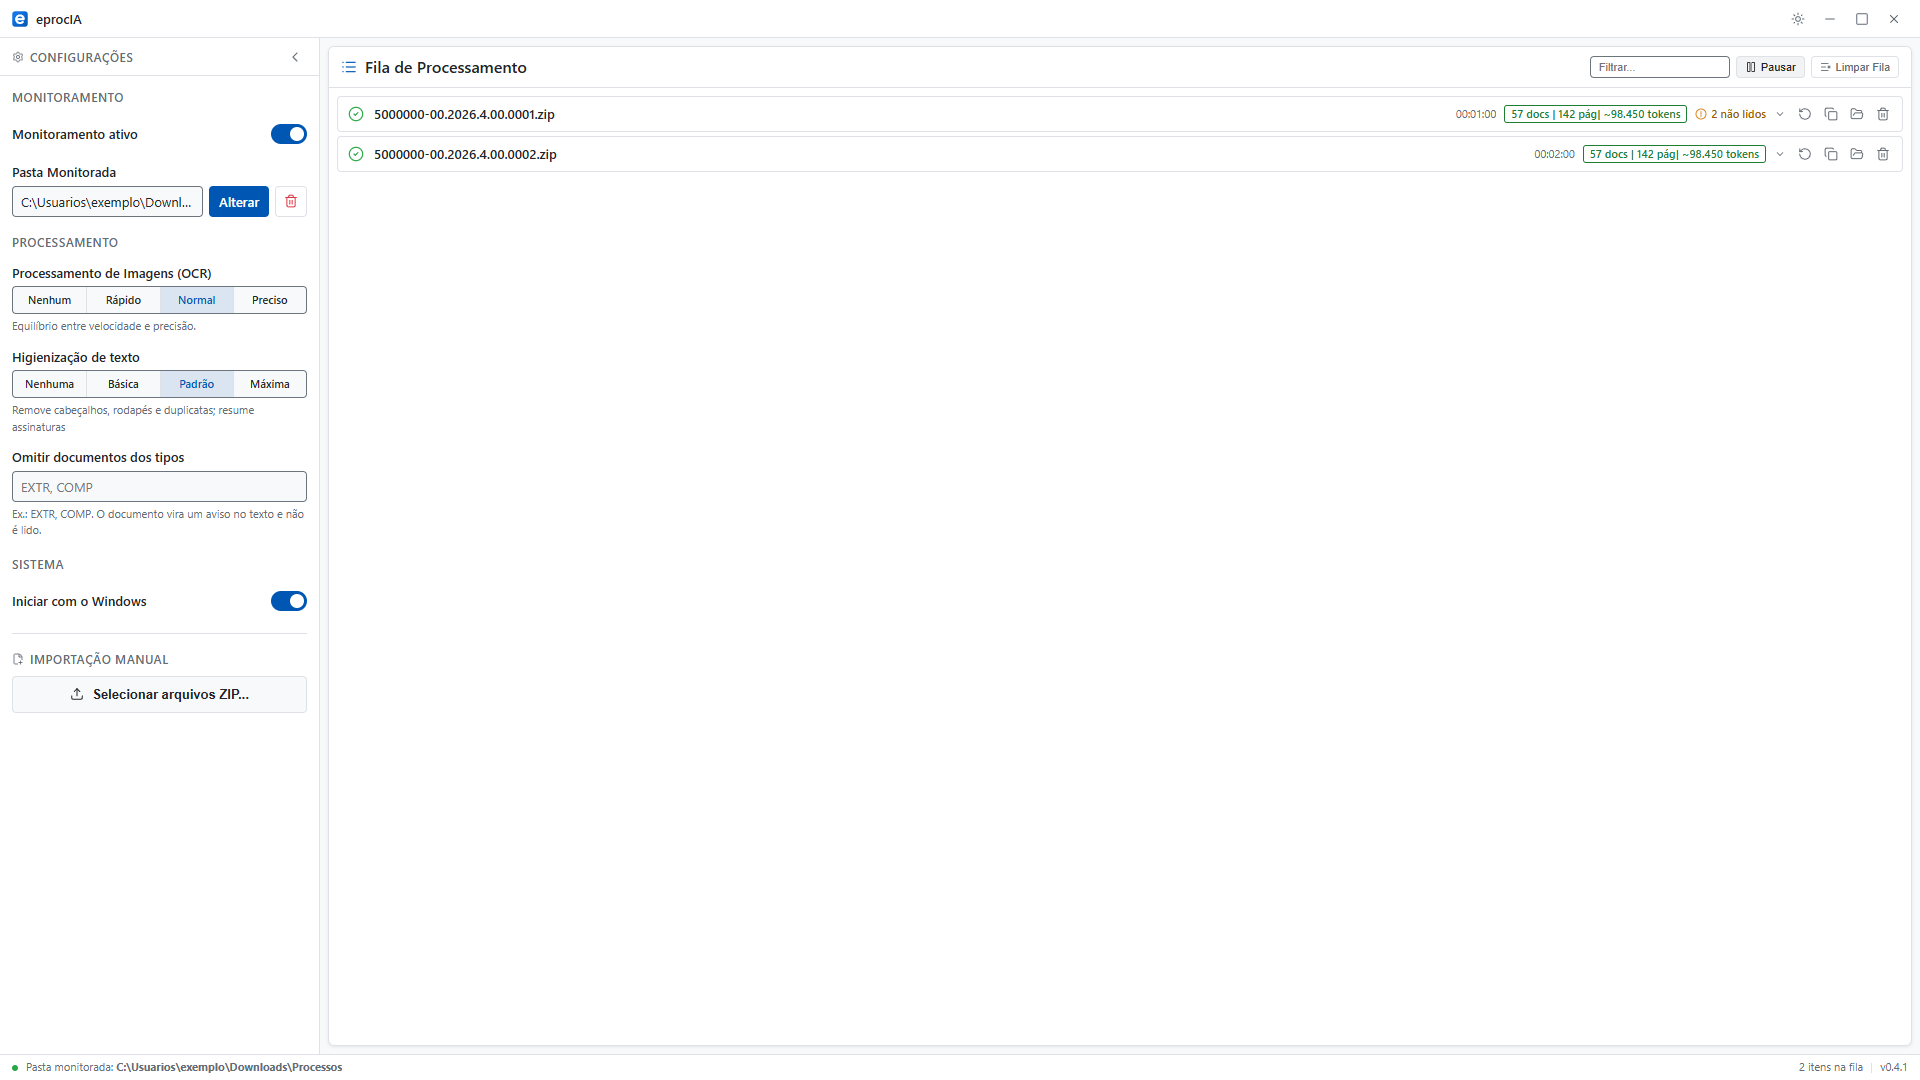 eprocIA
CONFIGURAÇÕES
MONITORAMENTO
Monitoramento ativo
Pasta Monitorada
C:\Usuarios\exemplo\Downl...
Alterar
PROCESSAMENTO
Processamento de Imagens (OCR)
Nenhum Rápido Normal Preciso
Equilíbrio entre velocidade e precisão.
Higienização de texto
Nenhuma Básica Padrão Máxima
Remove cabeçalhos, rodapés e duplicatas; resume
assinaturas
Omitir documentos dos tipos
EXTR, COMP
Ex.: EXTR, COMP. O documento vira um aviso no texto e não
é lido.
SISTEMA
Iniciar com o Windows
IMPORTAÇÃO MANUAL
Selecionar arquivos ZIP...
Fila de Processamento
Filtrar...
Pausar
Limpar Fila
5000000-00.2026.4.00.0001.zip 00:01:00 57 docs | 142 pág| ~98.450 tokens 2 não lidos
5000000-00.2026.4.00.0002.zip 00:02:00 57 docs | 142 pág| ~98.450 tokens
Pasta monitorada: C:\Usuarios\exemplo\Downloads\Processos
2 itens na fila | v0.4.1